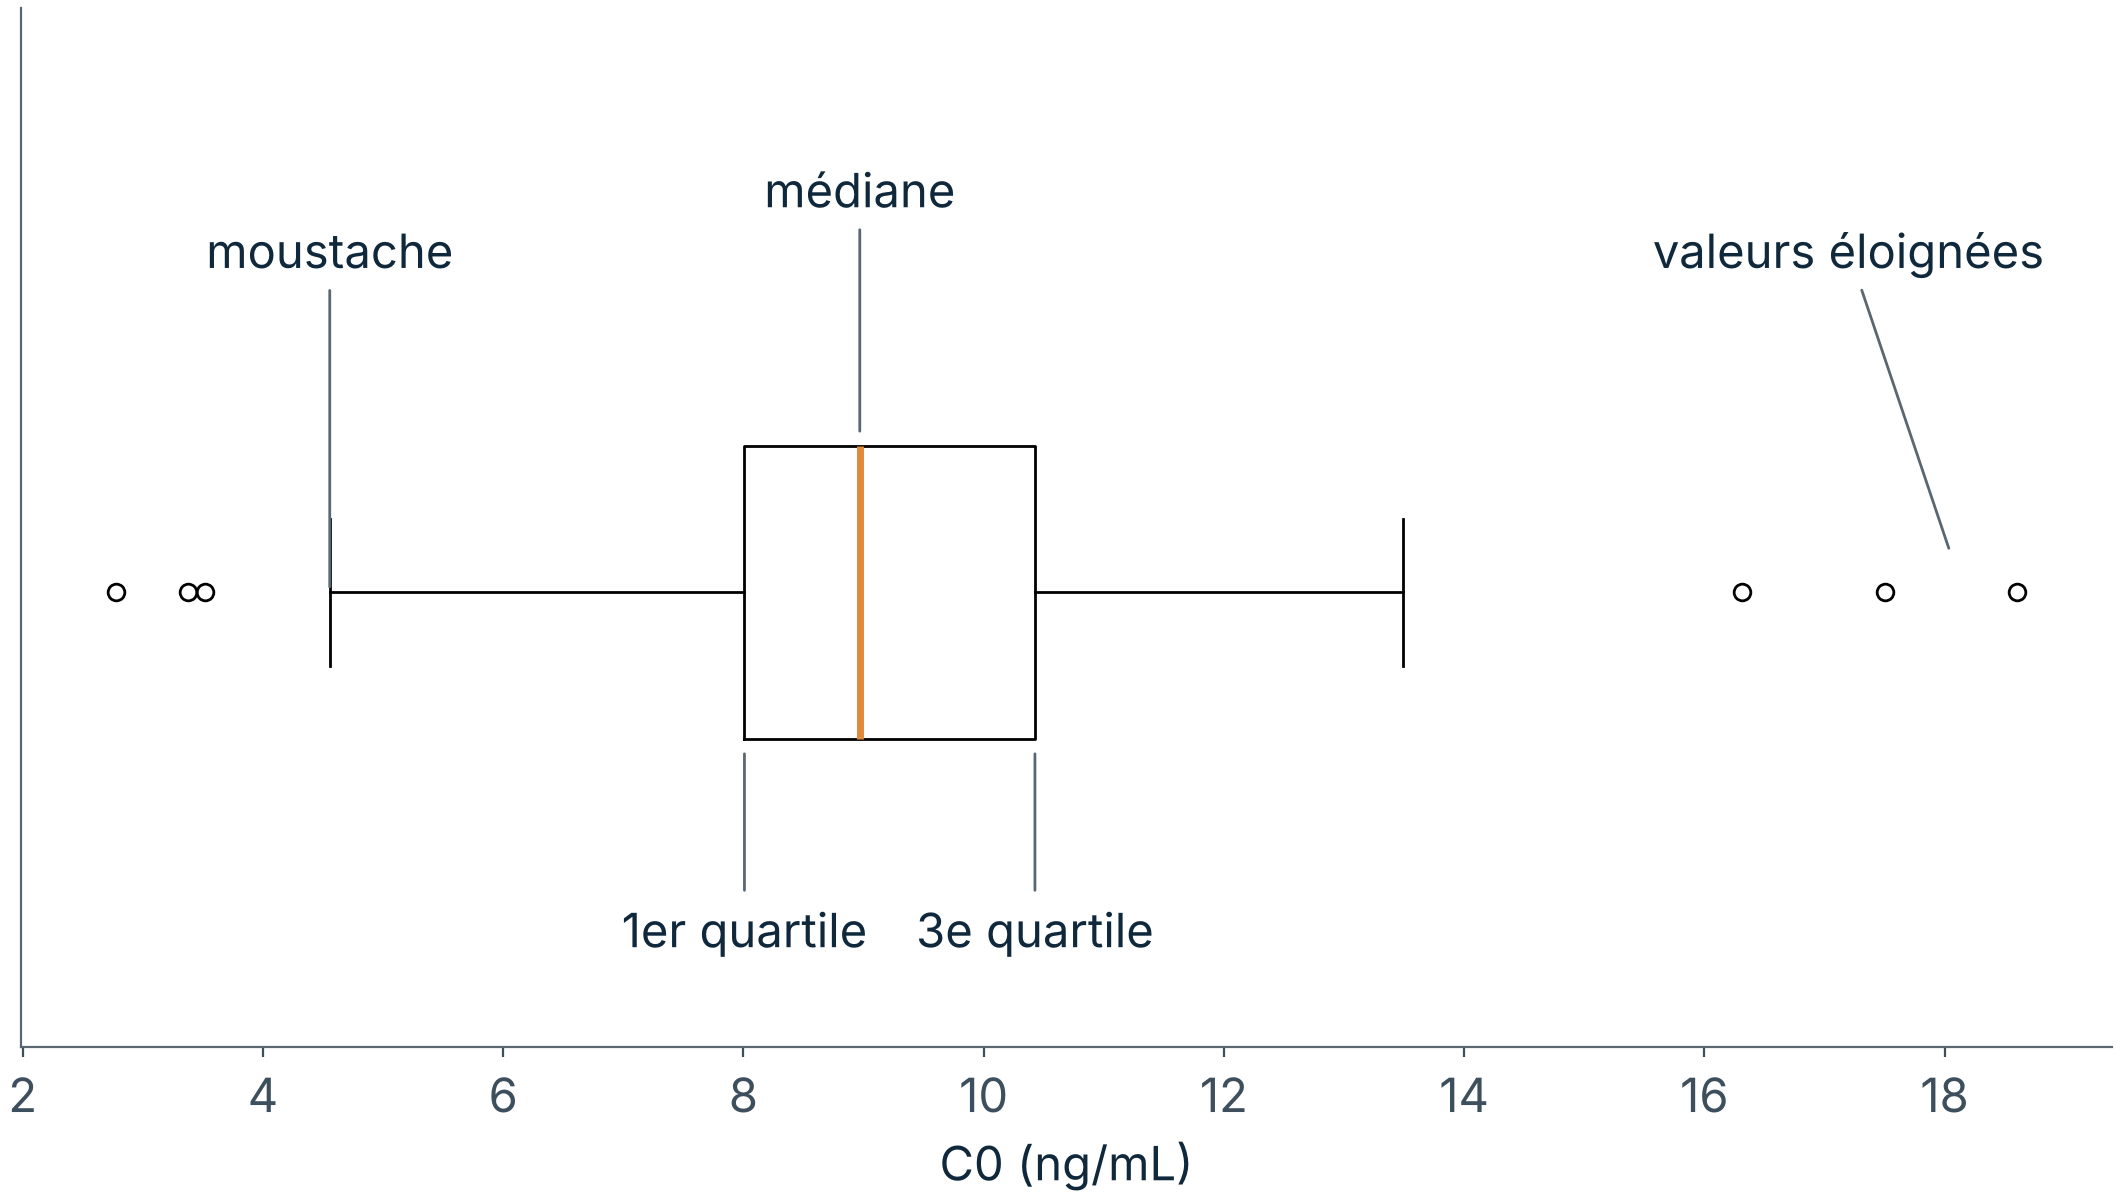 médiane
moustache
valeurs éloignées
1er quartile
3e quartile
2
4
6
8
10
12
14
16
18
C0 (ng/mL)